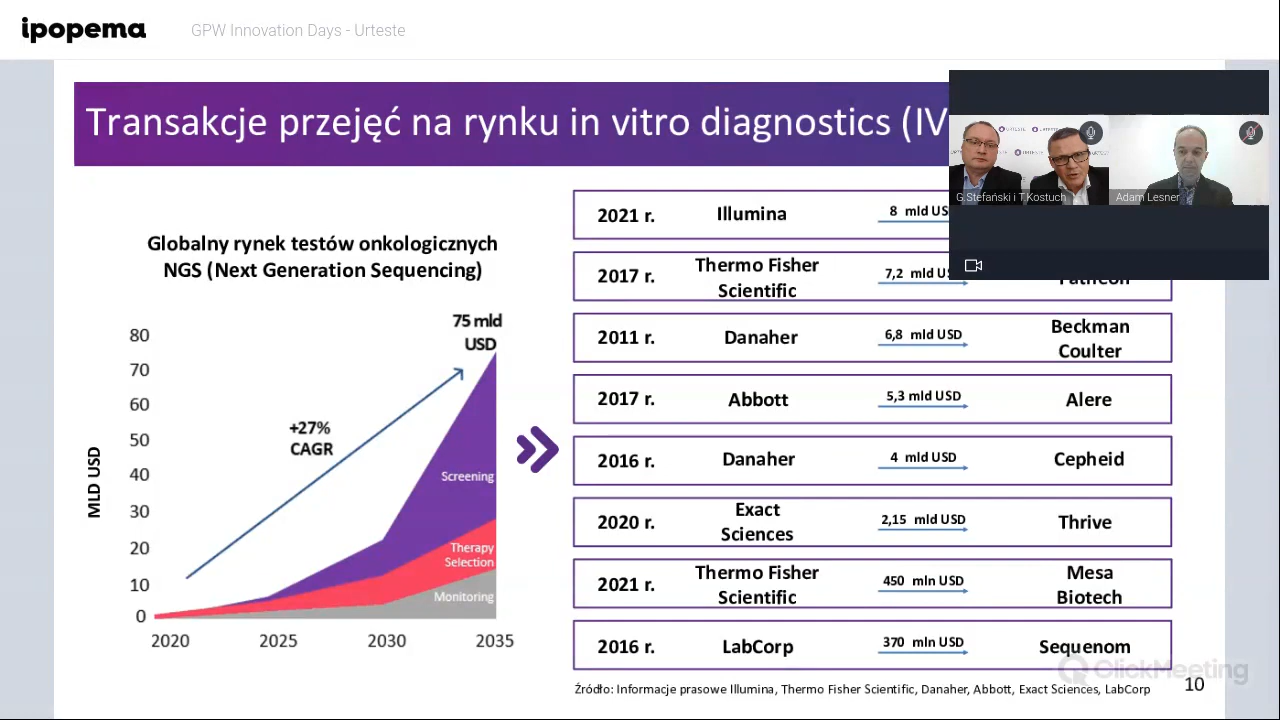 ipopema
GPW Innovation Days - Urteste
Transakcje przejęć na rynku in vitro diagnostics (IV
G.Stefański i T.Kostuch
Adam Lesner
Globalny rynek testów onkologicznych
NGS (Next Generation Sequencing)
75 mld
USD
80
70
60
50
40
30
20
10
0
MLD USD
+27%
CAGR
Screening
Therapy
Selection
Monitoring
2020 2025 2030 2035
2021 r. Illumina 8 mld US
2017 r. Thermo Fisher
Scientific 7,2 mld US Patheon
2011 r. Danaher 6,8 mld USD Beckman
Coulter
2017 r. Abbott 5,3 mld USD Alere
2016 r. Danaher 4 mld USD Cepheid
2020 r. Exact
Sciences 2,15 mld USD Thrive
2021 r. Thermo Fisher
Scientific 450 mln USD Mesa
Biotech
2016 r. LabCorp 370 mln USD Sequenom
ClickMeeting
Źródło: Informacje prasowe Illumina, Thermo Fisher Scientific, Danaher, Abbott, Exact Sciences, LabCorp
10